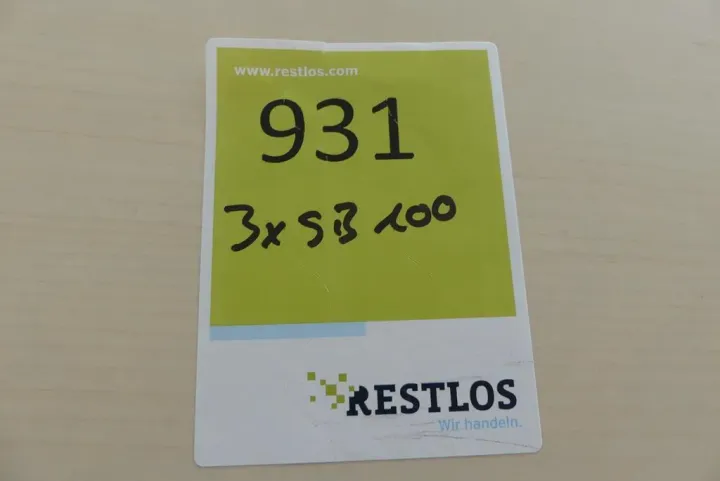 www.restlos.com
931
3x SB 100
RESTLOS
Wir handeln.